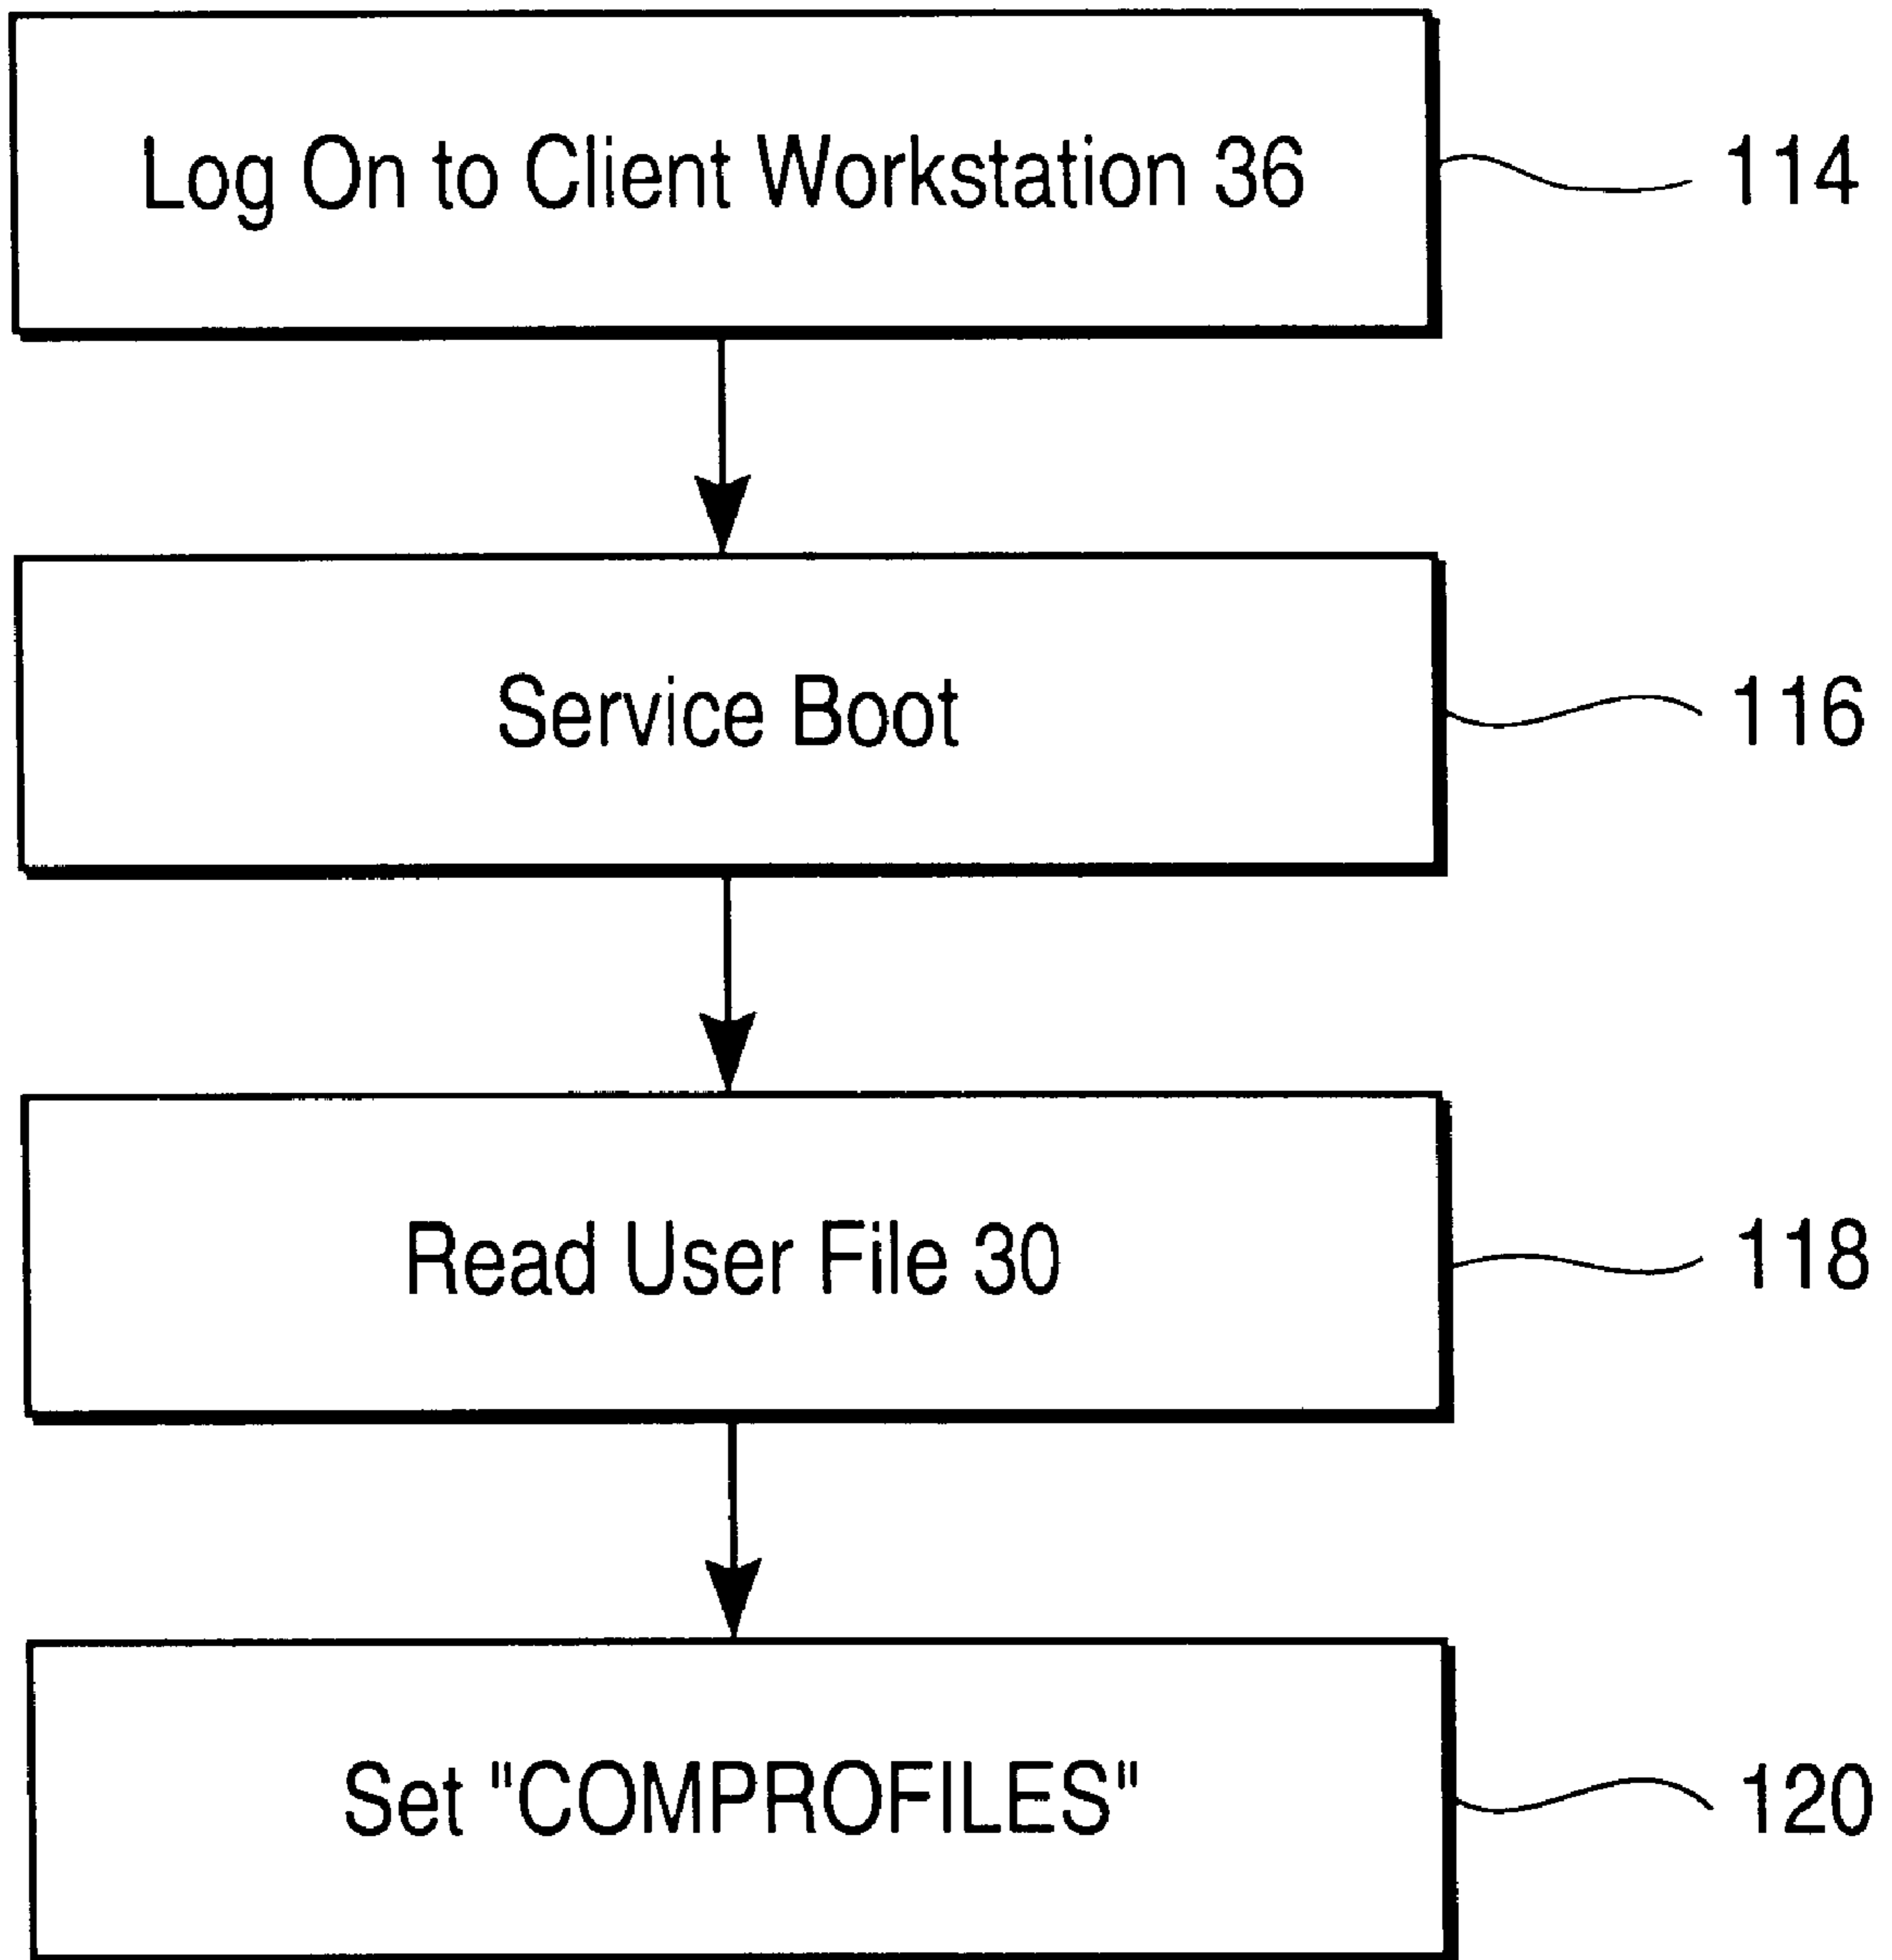 Log On to Client Workstation 36
114
Service Boot
116
Read User File 30
118
Set "COMPROFILES"
120